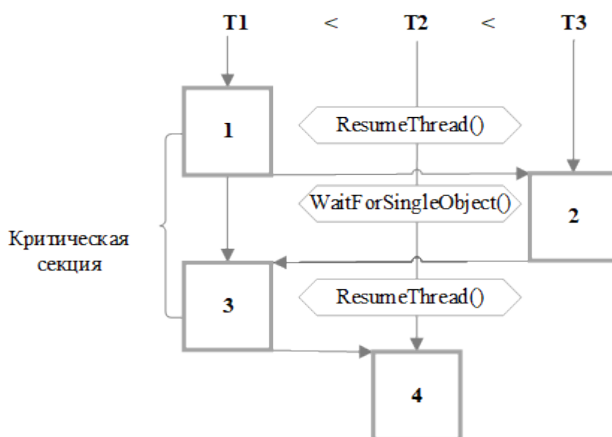 T1 < T2 < T3
1
ResumeThread()
WaitForSingleObject()
2
Критическая
секция
3
ResumeThread()
4